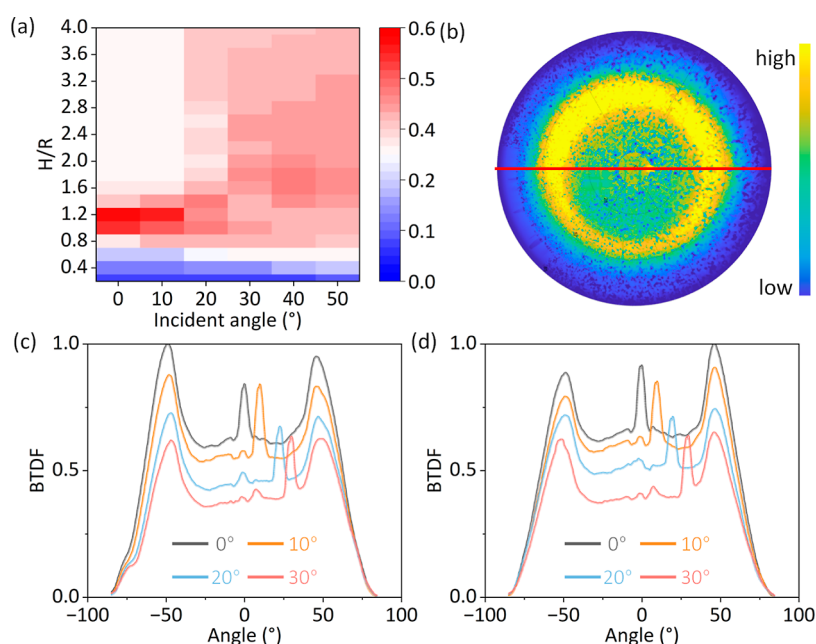 (a)
4.0
3.6
3.2
2.8
2.4
2.0
1.6
1.2
0.8
0.4
H/R
0 10 20 30 40 50
Incident angle (°)
0.6
0.5
0.4
0.2
0.1
0.0
(b)
high
low
(c)
1.0
0.5
0.0
BTDF
0° 10°
20° 30°
−100 −50 0 50 100
Angle (°)
(d)
1.0
0.5
0.0
BTDF
0° 10°
20° 30°
−100 −50 0 50 100
Angle (°)